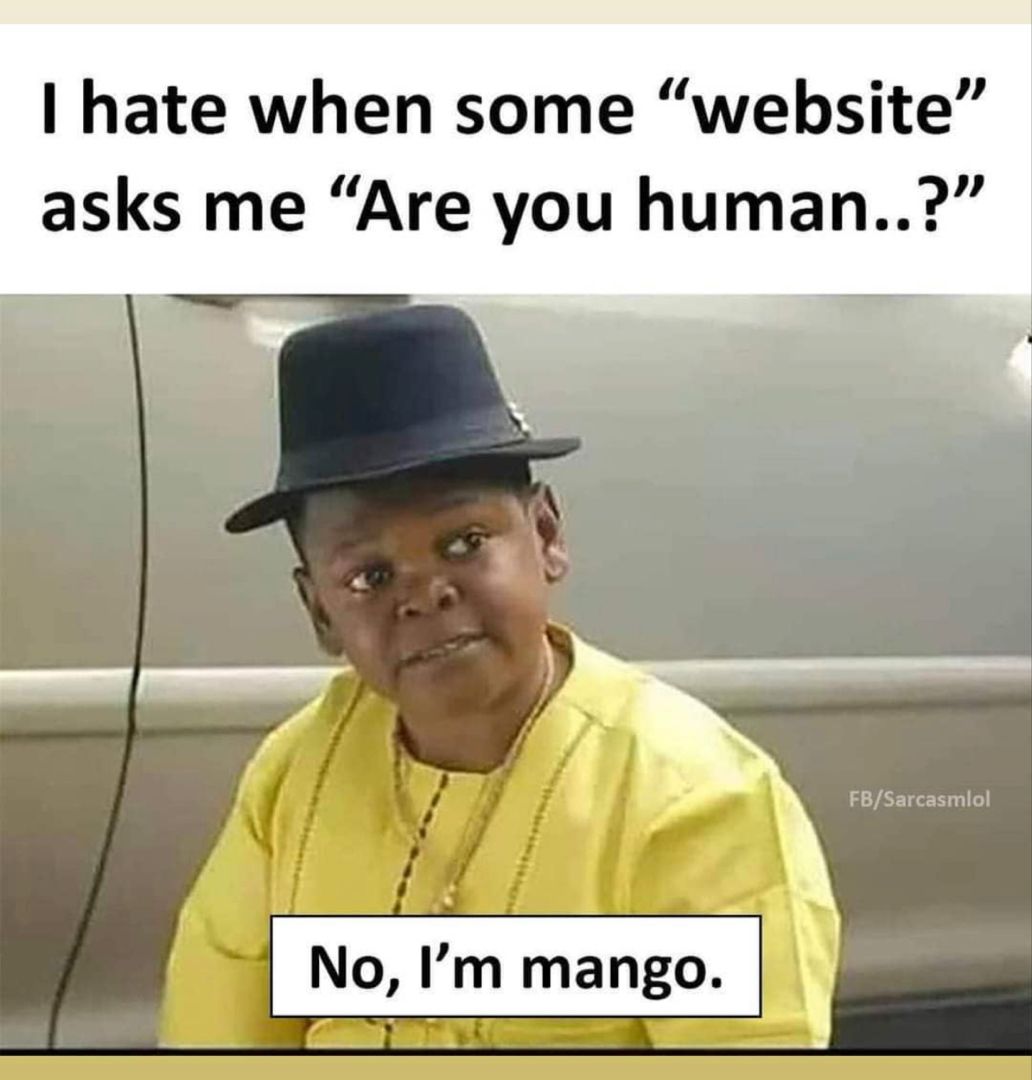 I hate when some “website”
asks me “Are you human..?”
FB/Sarcasmlol
No, I’m mango.